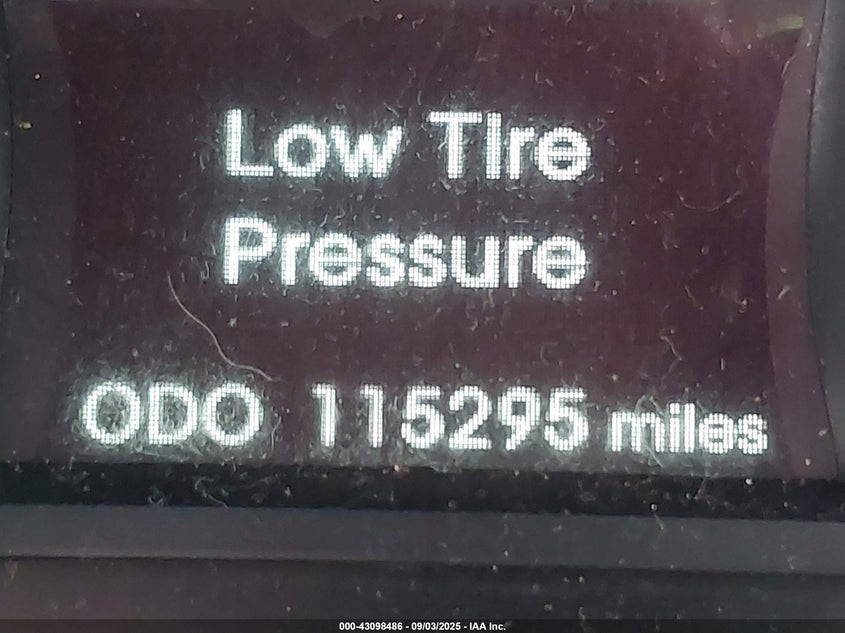 Low Tire
Pressure
ODO 115295 miles
000-43098486 - 09/03/2025 - IAA Inc.